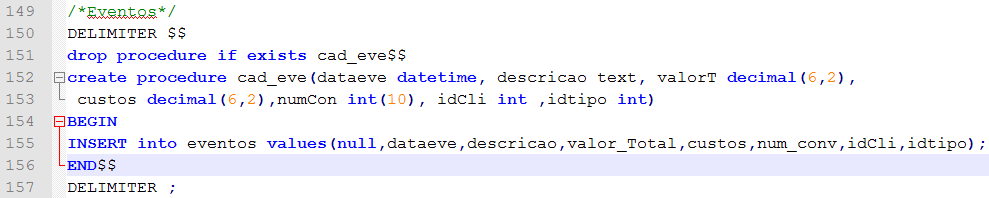 149 /*Eventos*/
150 DELIMITER $$
151 drop procedure if exists cad_eve$$
152 create procedure cad_eve(dataeve datetime, descricao text, valorT decimal(6,2),
153 custos decimal(6,2),numCon int(10), idCli int ,idtipo int)
154 BEGIN
155 INSERT into eventos values(null,dataeve,descricao,valor_Total,custos,num_conv,idCli,idtipo);
156 END$$
157 DELIMITER ;